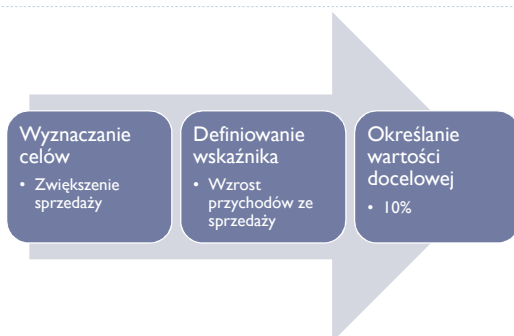 Wyznaczanie
celów
• Zwiększenie
sprzedaży
Definiowanie
wskaźnika
• Wzrost
przychodów ze
sprzedaży
Określanie
wartości
docelowej
• 10%